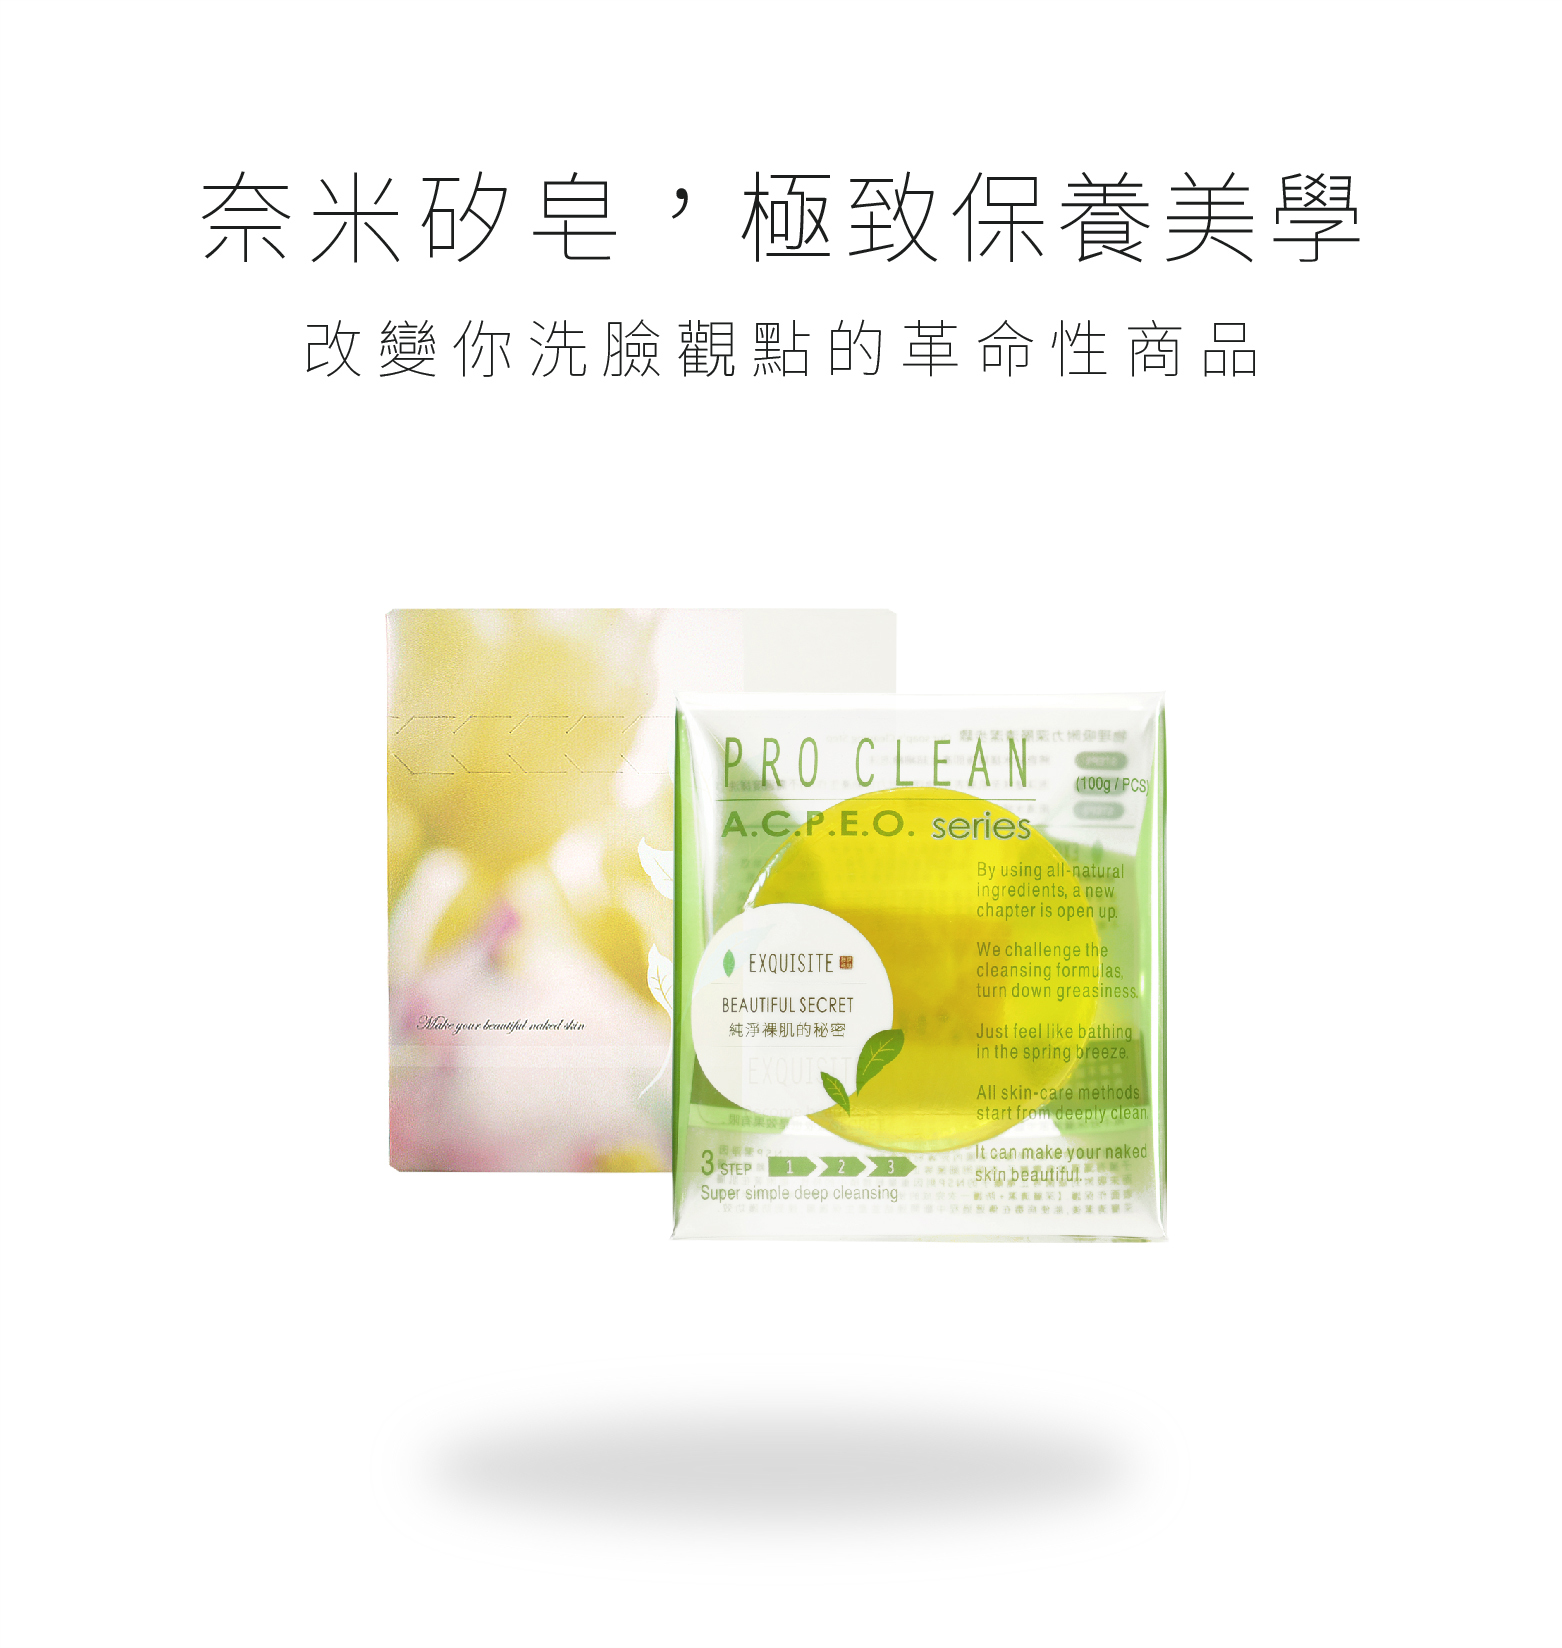 奈米矽皂，極致保養美學
改變你洗臉觀點的革命性商品
Make your beautiful naked skin
PRO CLEAN
(100g / PCS)
A.C.P.E.O. series
By using all-natural
ingredients, a new
chapter is open up.
We challenge the
cleansing formulas,
turn down greasiness.
Just feel like bathing
in the spring breeze.
All skin-care methods
start from deeply clean
It can make your naked
skin beautiful.
EXQUISITE
BEAUTIFUL SECRET
純淨裸肌的秘密
3 STEP 1 2 3
Super simple deep cleansing